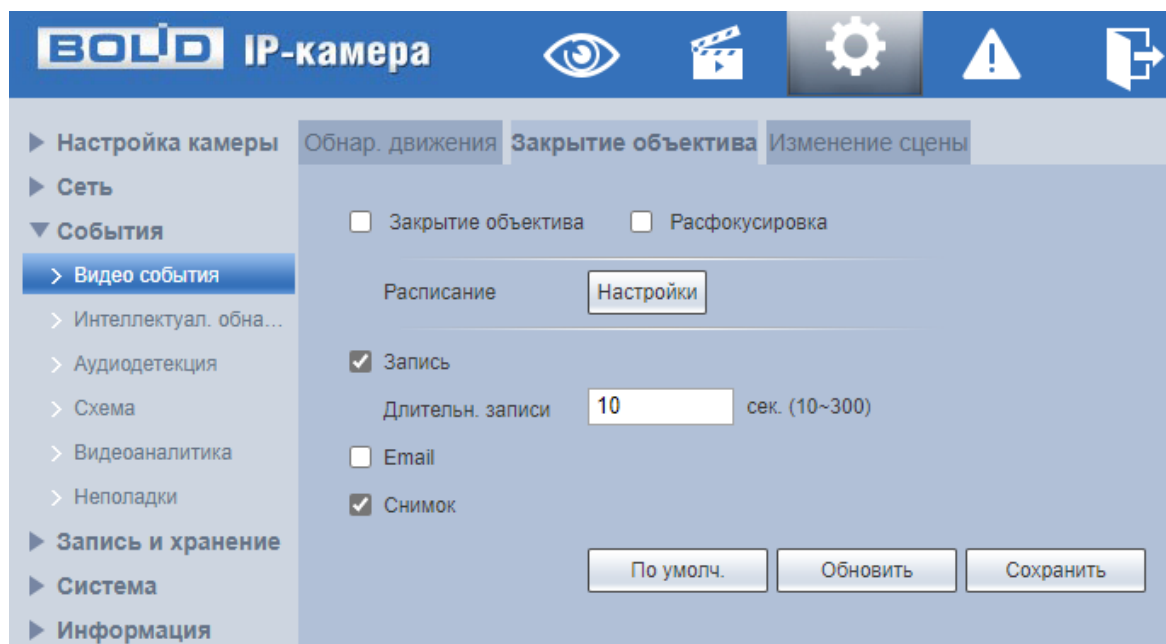 BOLID IP-камера
Настройка камеры
Сеть
События
Видео события
Интеллектуал. обна...
Аудиодетекция
Схема
Видеоаналитика
Неполадки
Запись и хранение
Система
Информация
Обнар. движения Закрытие объектива Изменение сцены
Закрытие объектива Расфокусировка
Расписание Настройки
Запись
Длительн. записи 10 сек. (10~300)
Email
Снимок
По умолч. Обновить Сохранить